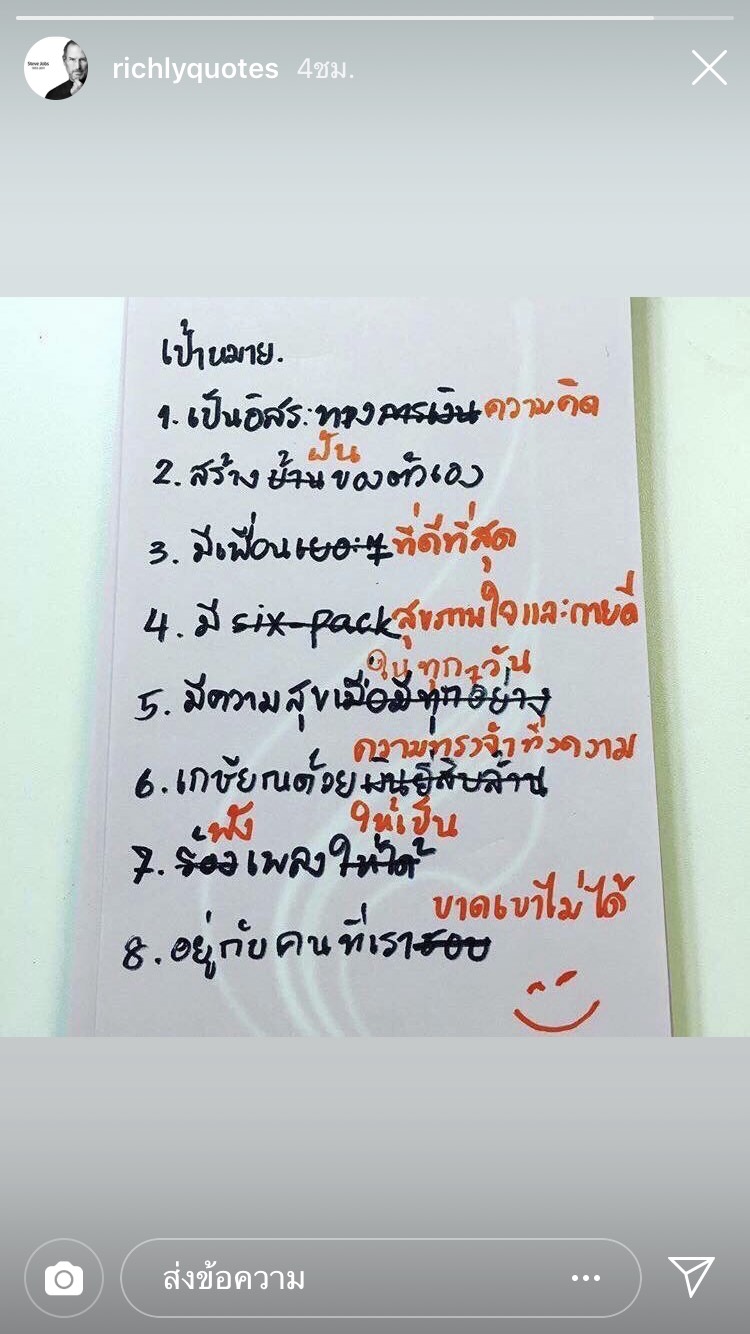 Steve Jobs
richlyquotes 4ชม.
เป้าหมาย.
1. เป็นอิสระทางการเงิน ความคิด
ฝัน
2. สร้างบ้านของตัวเอง
3. มีเพื่อนเยอะๆ ที่ดีที่สุด
4. มี six-pack สุขภาพใจและกายดี
ในทุกๆวัน
5. มีความสุขเมื่อมีทุกอย่าง
ความทรงจำที่งดงาม
6. เกษียณด้วยเงินยี่สิบล้าน
ฟัง ให้เป็น
7. ร้องเพลงให้ได้
ขาดเขาไม่ได้
8. อยู่กับคนที่เราชอบ
ส่งข้อความ